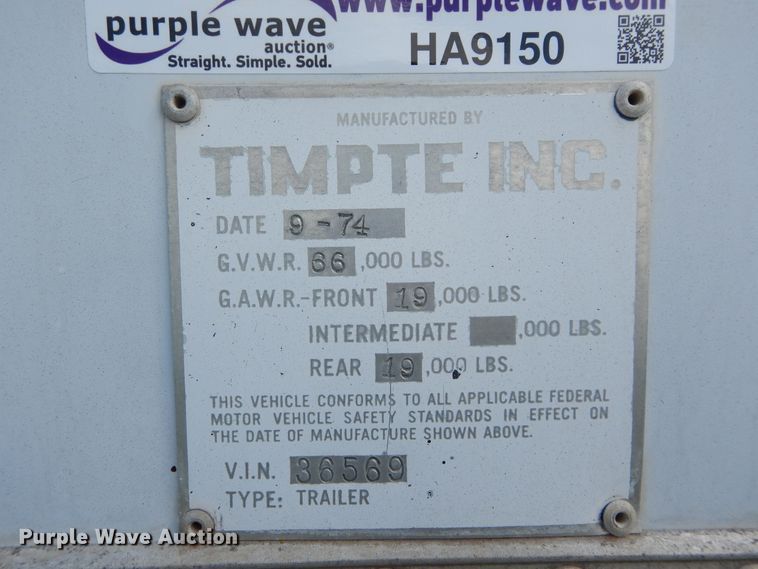 www.purplewave.com
purple wave
auction®
Straight. Simple. Sold.
HA9150
MANUFACTURED BY
TIMPTE INC.
DATE 9-74
G.V.W.R. 66,000 LBS.
G.A.W.R.-FRONT 19,000 LBS.
INTERMEDIATE ,000 LBS.
REAR 19,000 LBS.
THIS VEHICLE CONFORMS TO ALL APPLICABLE FEDERAL
MOTOR VEHICLE SAFETY STANDARDS IN EFFECT ON
THE DATE OF MANUFACTURE SHOWN ABOVE.
V.I.N. 36569
TYPE: TRAILER
Purple Wave Auction